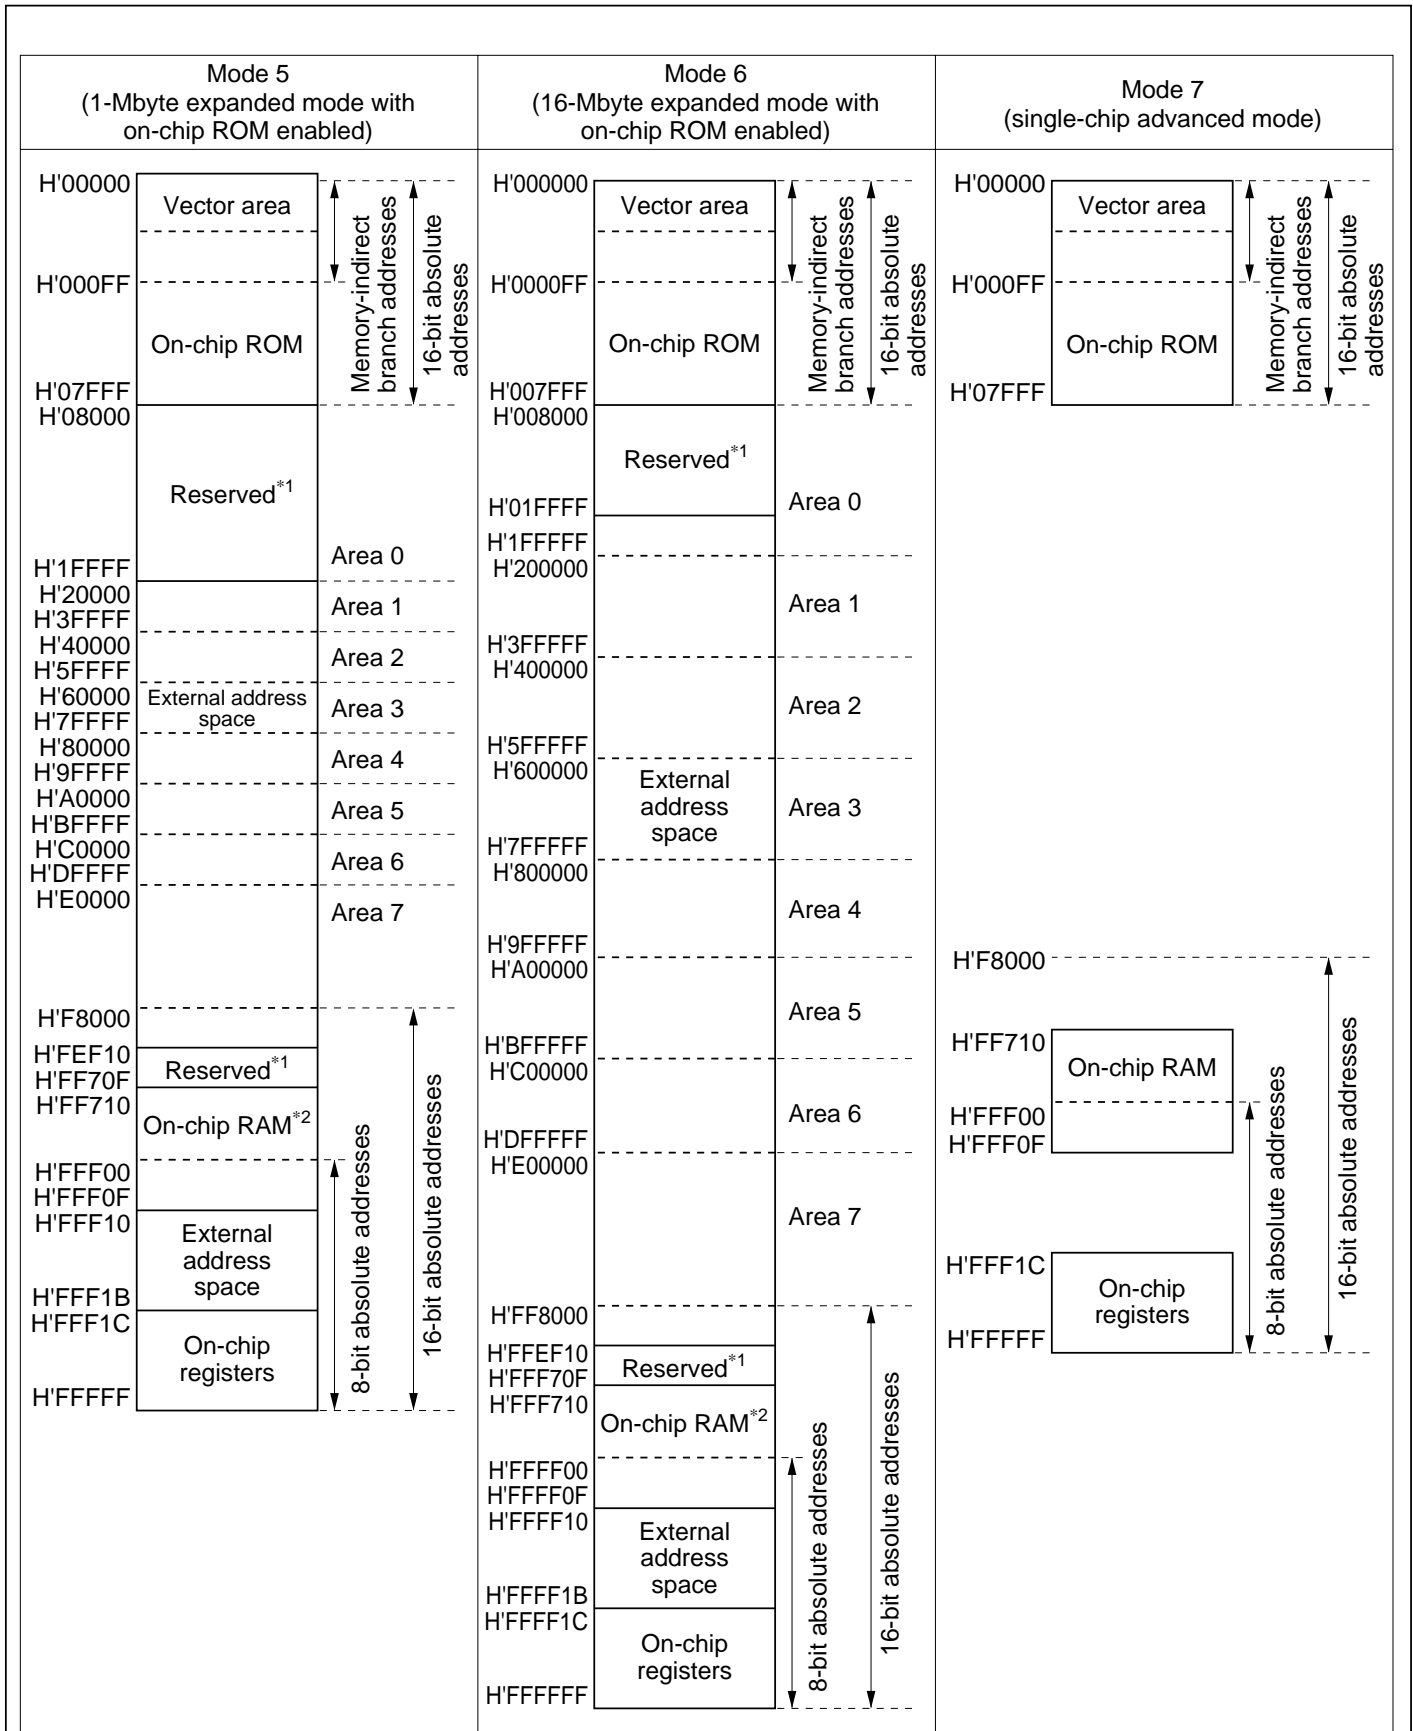 Mode 5
(1-Mbyte expanded mode with
on-chip ROM enabled)
H'00000
Vector area
H'000FF
On-chip ROM
H'07FFF
H'08000
Memory-indirect
branch addresses
16-bit absolute
addresses
Reserved*1
H'1FFFF
Area 0
H'20000
H'3FFFF
Area 1
H'40000
H'5FFFF
Area 2
H'60000
H'7FFFF
External address
space
Area 3
H'80000
H'9FFFF
Area 4
H'A0000
H'BFFFF
Area 5
H'C0000
H'DFFFF
Area 6
H'E0000
Area 7
H'F8000
H'FEF10
Reserved*1
H'FF70F
H'FF710
On-chip RAM*2
H'FFF00
H'FFF0F
H'FFF10
External
address
space
H'FFF1B
H'FFF1C
On-chip
registers
H'FFFFF
8-bit absolute addresses
16-bit absolute addresses
Mode 6
(16-Mbyte expanded mode with
on-chip ROM enabled)
H'000000
Vector area
H'0000FF
On-chip ROM
H'007FFF
H'008000
Memory-indirect
branch addresses
16-bit absolute
addresses
Reserved*1
H'01FFFF
Area 0
H'1FFFFF
H'200000
Area 1
H'3FFFFF
H'400000
Area 2
H'5FFFFF
H'600000
External
address
space
Area 3
H'7FFFFF
H'800000
Area 4
H'9FFFFF
H'A00000
Area 5
H'BFFFFF
H'C00000
Area 6
H'DFFFFF
H'E00000
Area 7
H'FF8000
H'FFEF10
Reserved*1
H'FFF70F
H'FFF710
On-chip RAM*2
H'FFFF00
H'FFFF0F
H'FFFF10
External
address
space
H'FFFF1B
H'FFFF1C
On-chip
registers
H'FFFFFF
8-bit absolute addresses
16-bit absolute addresses
Mode 7
(single-chip advanced mode)
H'00000
Vector area
H'000FF
On-chip ROM
H'07FFF
Memory-indirect
branch addresses
16-bit absolute
addresses
H'F8000
H'FF710
On-chip RAM
H'FFF00
H'FFF0F
H'FFF1C
On-chip
registers
H'FFFFF
8-bit absolute addresses
16-bit absolute addresses